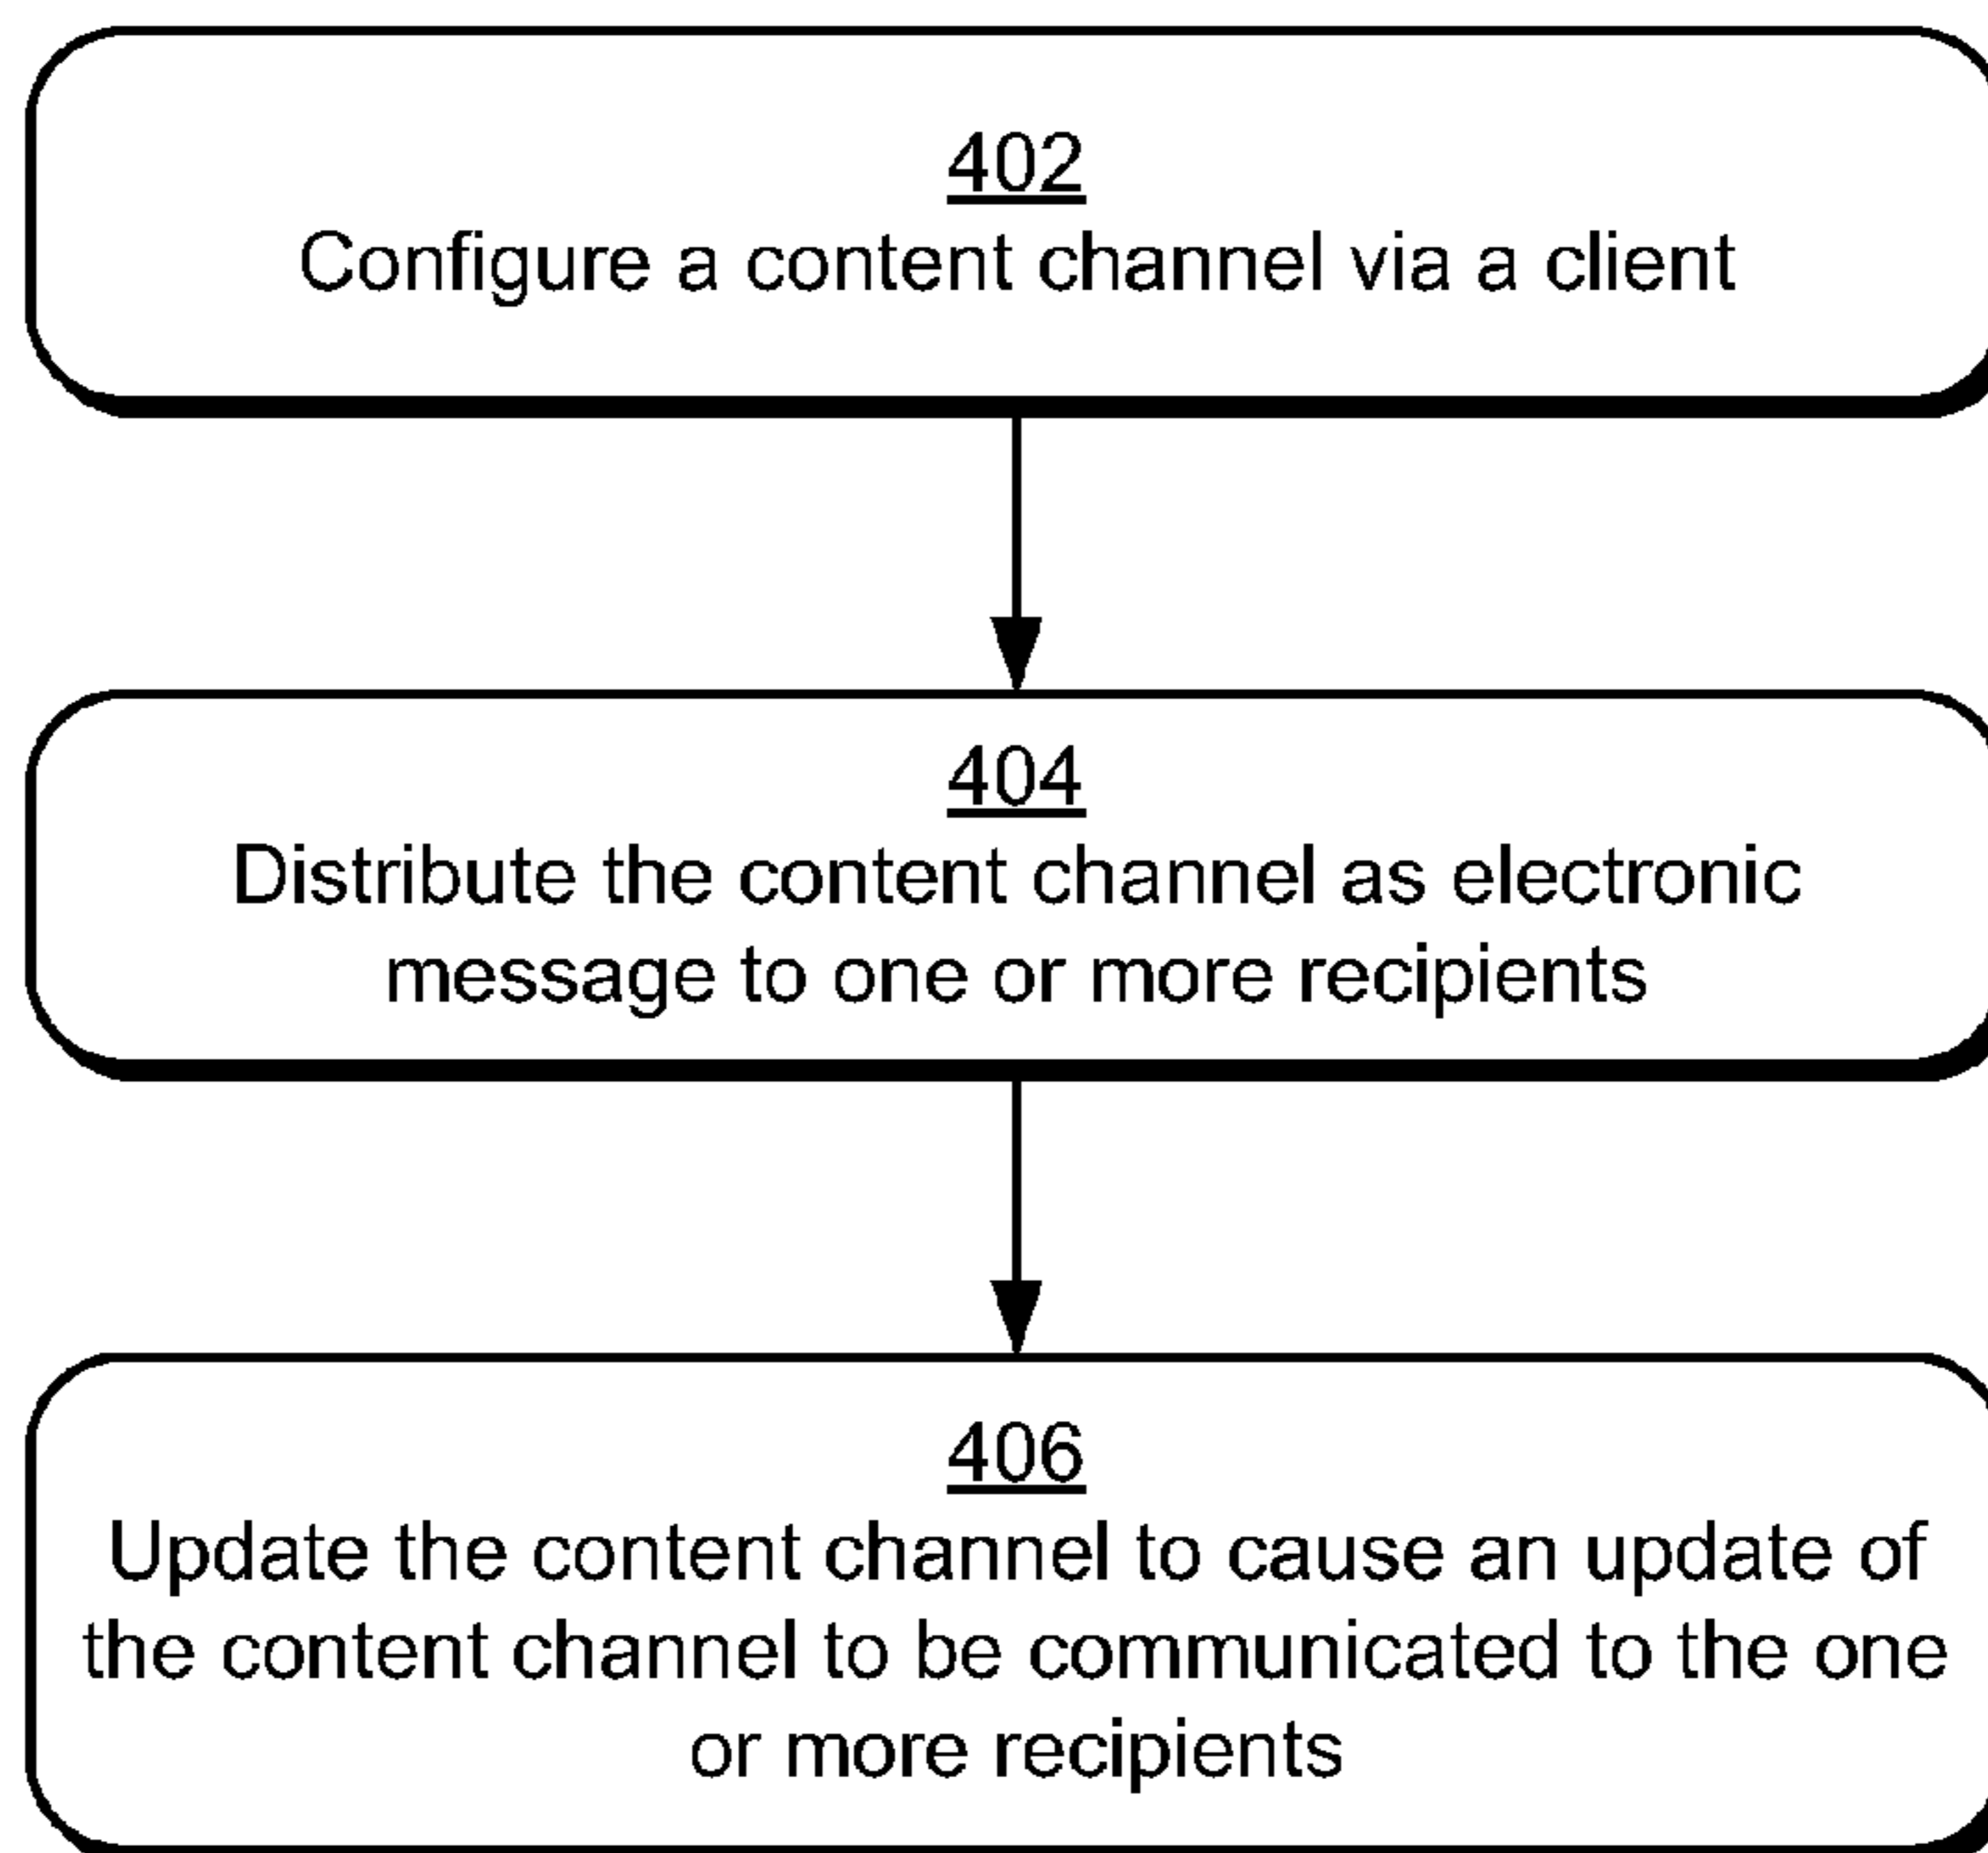 402
Configure a content channel via a client
404
Distribute the content channel as electronic
message to one or more recipients
406
Update the content channel to cause an update of
the content channel to be communicated to the one
or more recipients